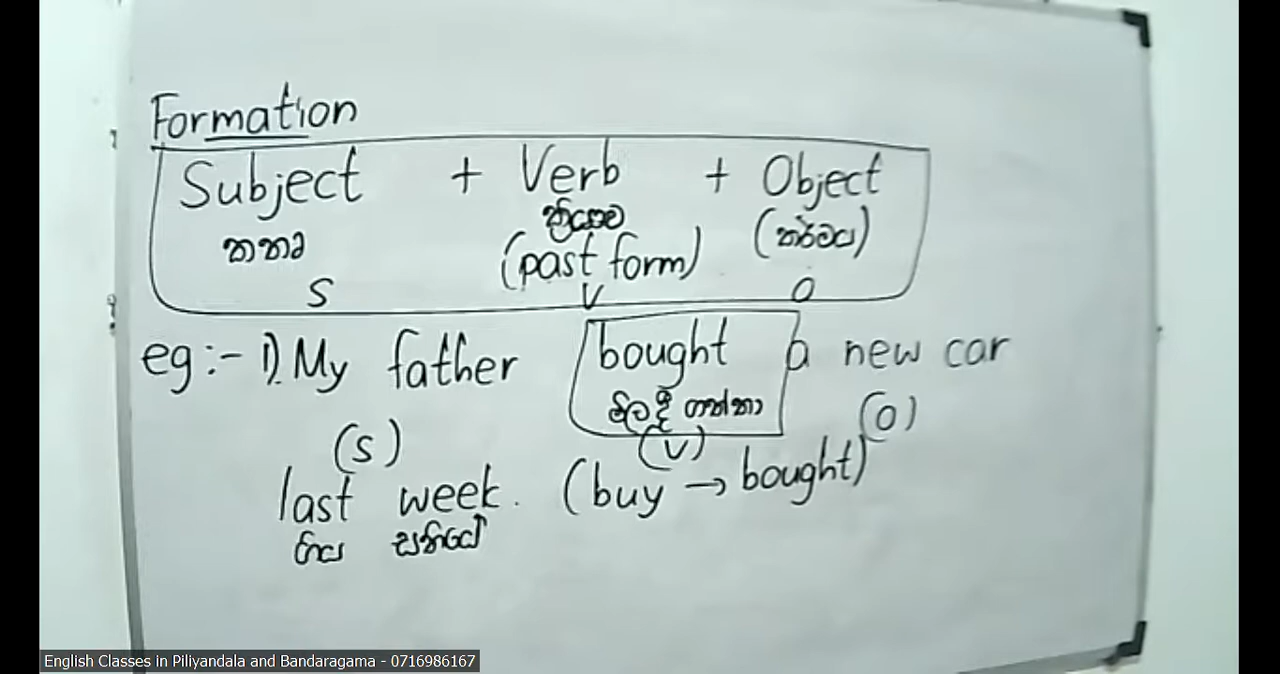 Formation
Subject + Verb + Object
කතෘ ක්‍රියාව (කර්මය)
(past form)
S V O
eg:- 1). My father bought a new car
මිලදී ගත්තා
(S) (V) (O)
last week. (buy → bought)
ගිය සතියේ
English Classes in Piliyandala and Bandaragama - 0716986167